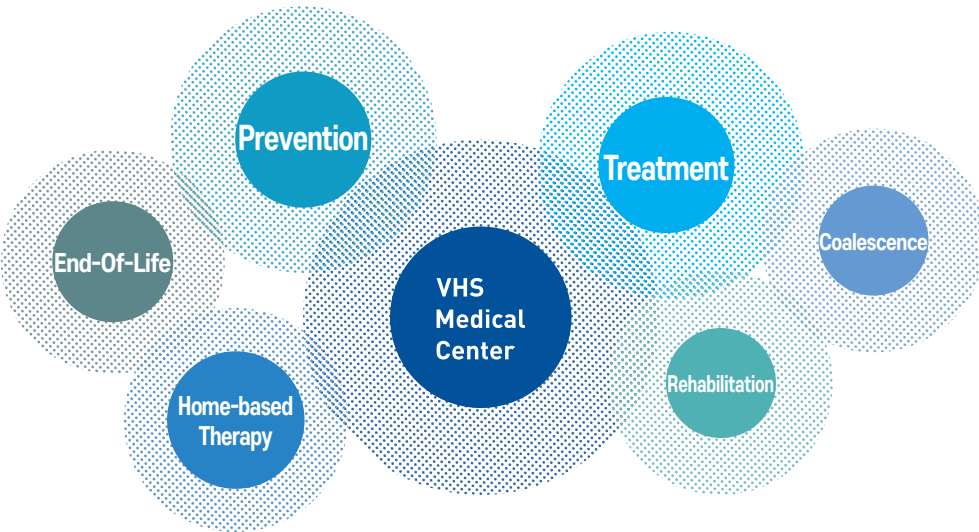 Prevention
Treatment
Coalescence
End-Of-Life
VHS
Medical
Center
Rehabilitation
Home-based
Therapy